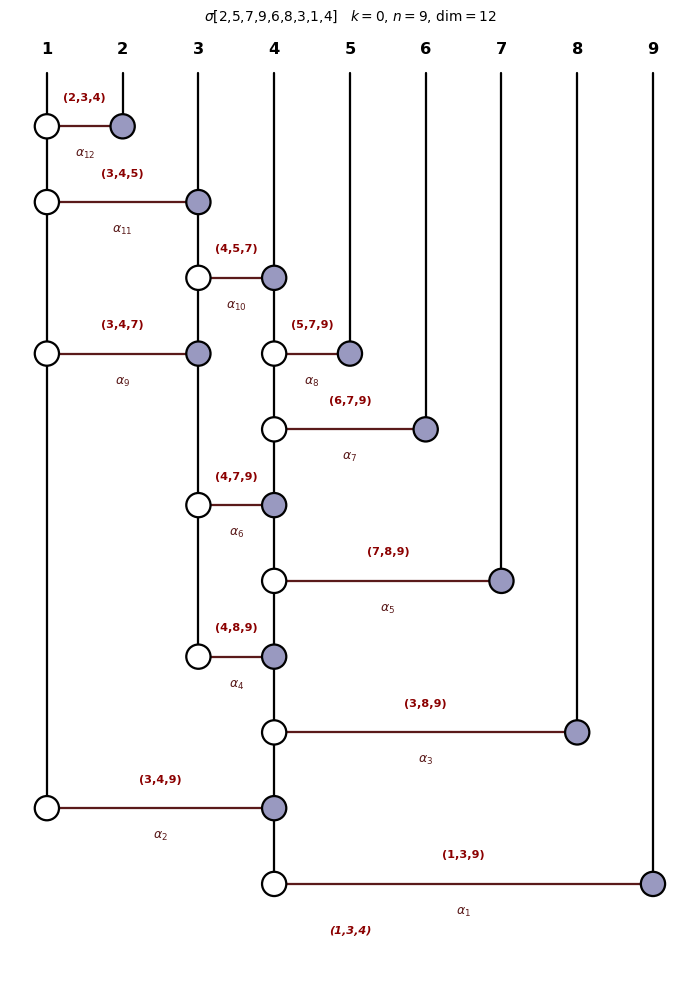 σ[2,5,7,9,6,8,3,1,4]   k = 0, n = 9, dim = 12
1 2 3 4 5 6 7 8 9
(2,3,4)
α₁₂
(3,4,5)
α₁₁
(4,5,7)
α₁₀
(3,4,7) (5,7,9)
α₉ α₈
(6,7,9)
α₇
(4,7,9)
α₆
(7,8,9)
α₅
(4,8,9)
α₄
(3,8,9)
α₃
(3,4,9)
α₂
(1,3,9)
α₁
(1,3,4)